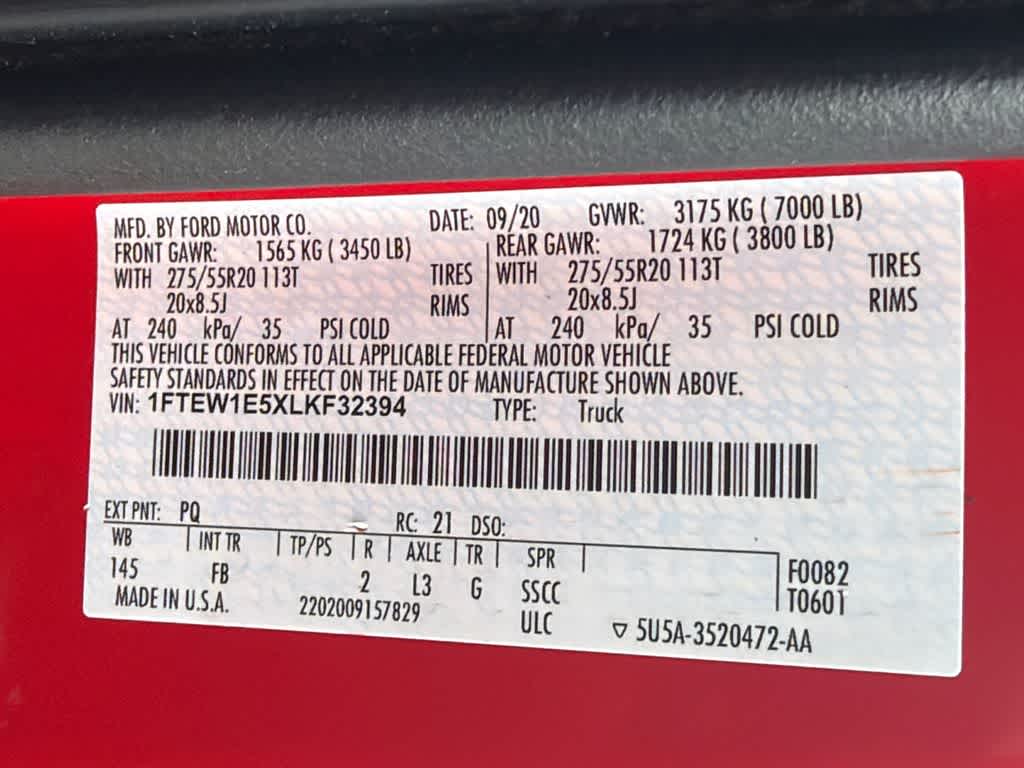 MFD. BY FORD MOTOR CO. DATE: 09/20 GVWR: 3175 KG ( 7000 LB)
FRONT GAWR: 1565 KG ( 3450 LB) REAR GAWR: 1724 KG ( 3800 LB)
WITH 275/55R20 113T TIRES WITH 275/55R20 113T TIRES
20x8.5J RIMS 20x8.5J RIMS
AT 240 kPa/ 35 PSI COLD AT 240 kPa/ 35 PSI COLD
THIS VEHICLE CONFORMS TO ALL APPLICABLE FEDERAL MOTOR VEHICLE
SAFETY STANDARDS IN EFFECT ON THE DATE OF MANUFACTURE SHOWN ABOVE.
VIN: 1FTEW1E5XLKF32394 TYPE: Truck
EXT PNT: PQ RC: 21 DSO:
WB INT TR TP/PS R AXLE TR SPR
145 FB 2 L3 G SSCC F0082
MADE IN U.S.A. 2202009157829 ULC T0601
5U5A-3520472-AA